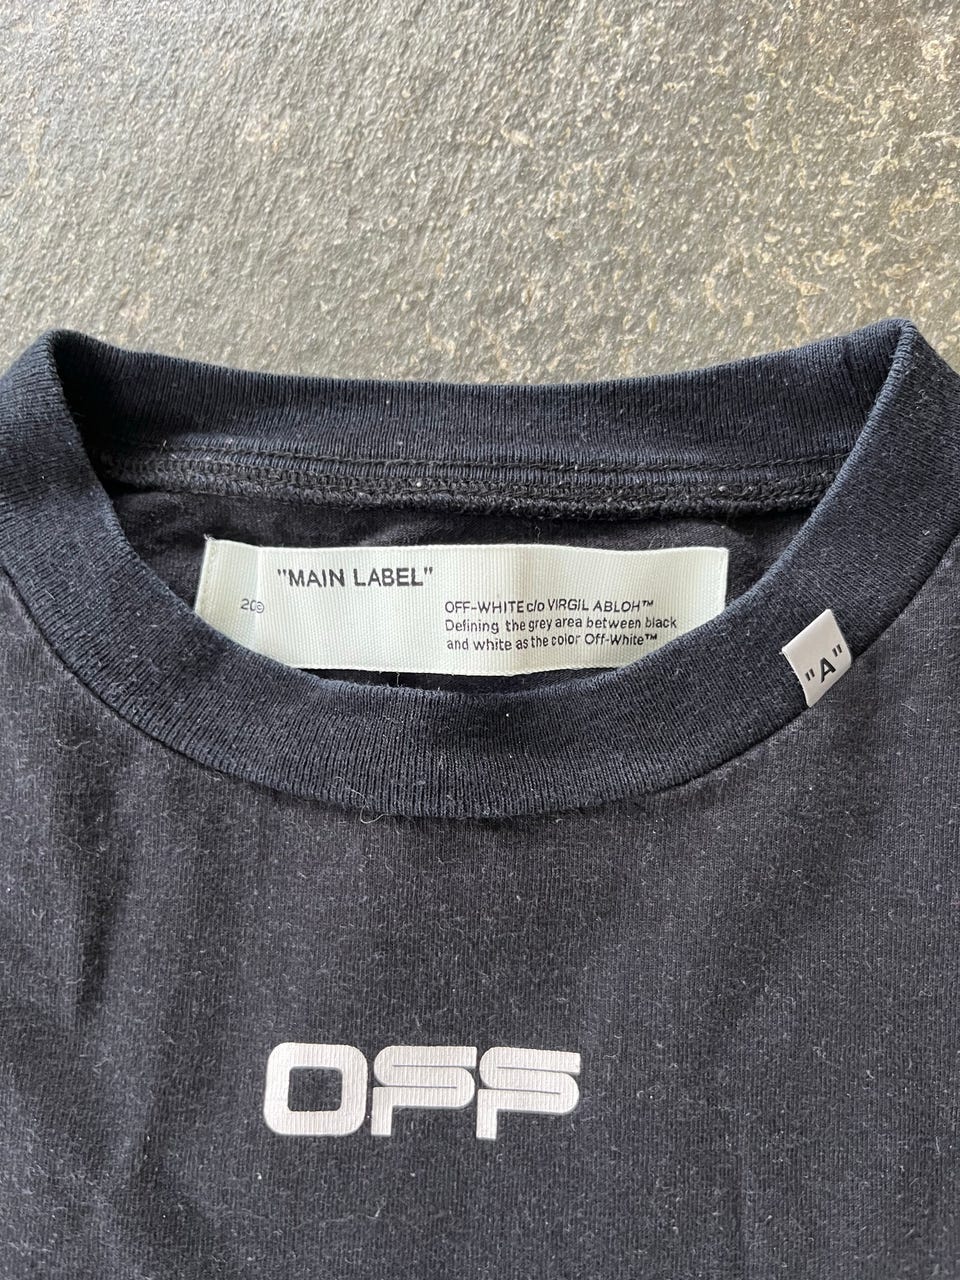 "MAIN LABEL"
20©
OFF-WHITE c/o VIRGIL ABLOH™
Defining the grey area between black
and white as the color Off-White™
"A"
OFF